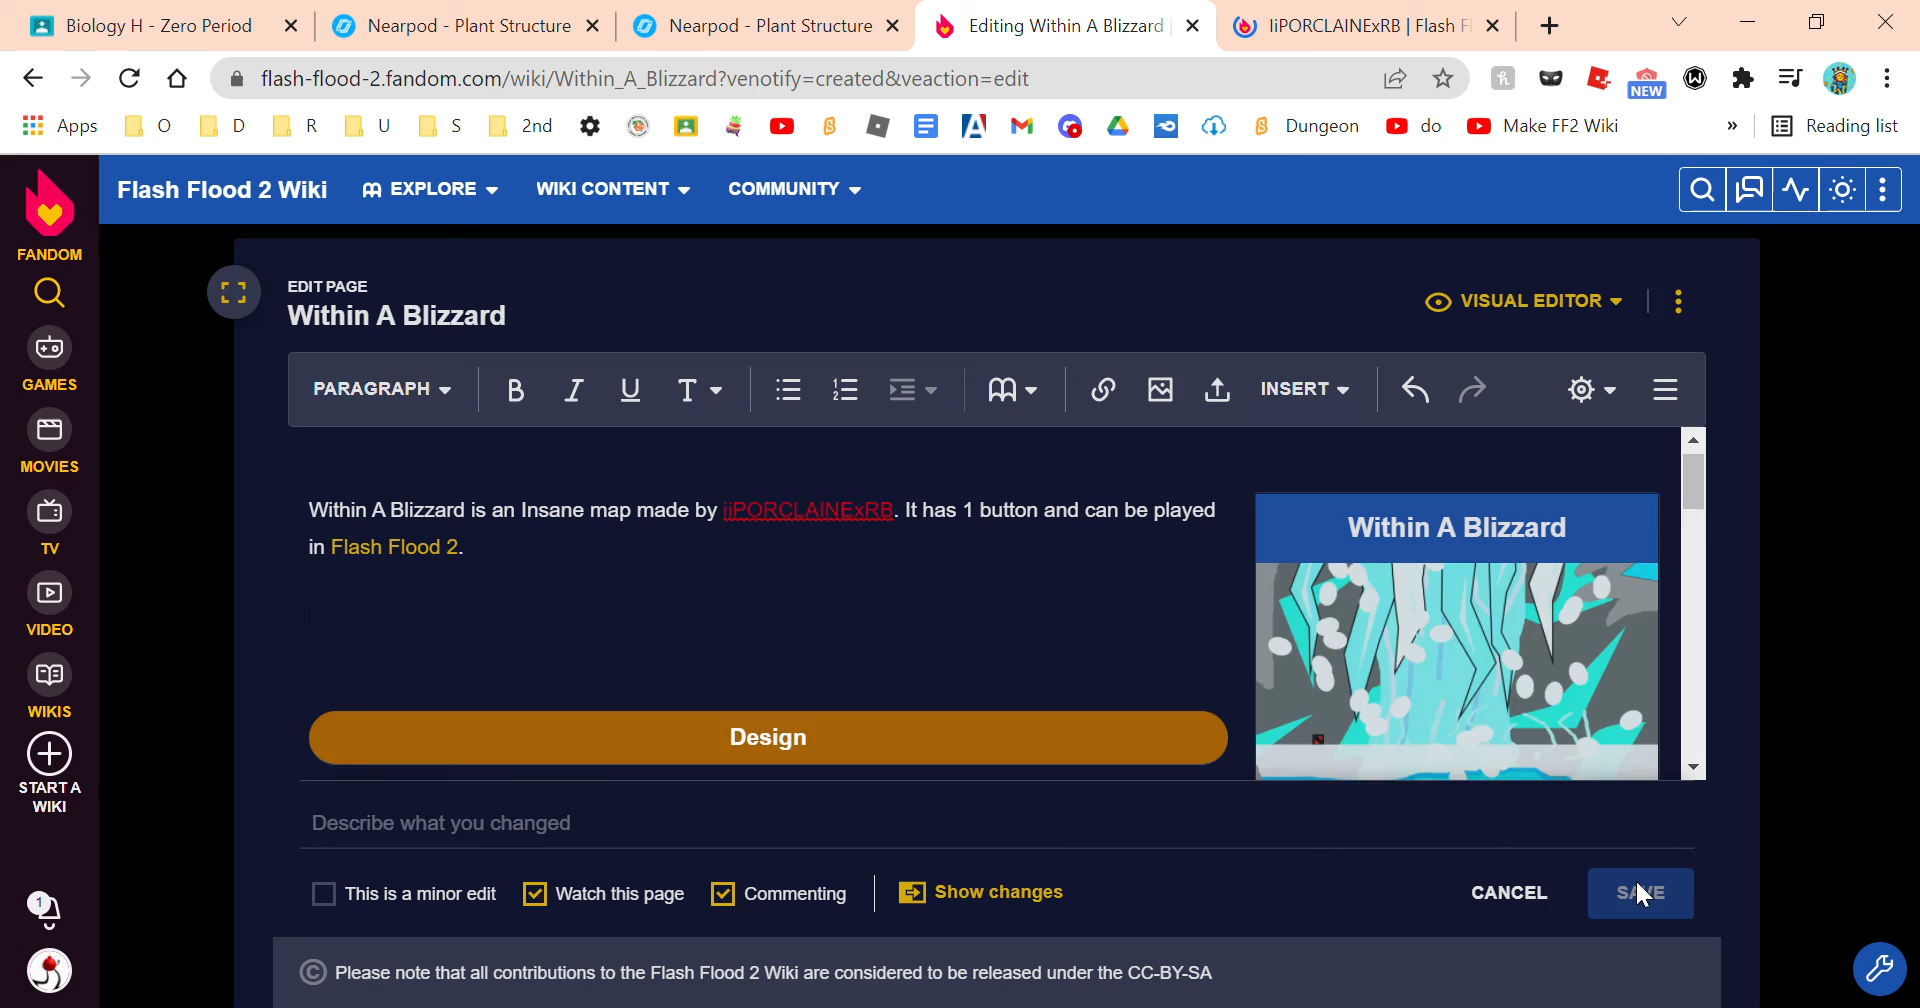 Biology H - Zero Period
Nearpod - Plant Structure
Nearpod - Plant Structure
Editing Within A Blizzard
IiPORCLAINExRB | Flash Fl
flash-flood-2.fandom.com/wiki/Within_A_Blizzard?venotify=created&veaction=edit
NEW
Apps
O
D
R
U
S
2nd
Dungeon
do
Make FF2 Wiki
»
Reading list
Flash Flood 2 Wiki
EXPLORE
WIKI CONTENT
COMMUNITY
FANDOM
GAMES
MOVIES
TV
VIDEO
WIKIS
START A
WIKI
1
EDIT PAGE
Within A Blizzard
VISUAL EDITOR
PARAGRAPH
B I U T
INSERT
Within A Blizzard is an Insane map made by iiPORCLAINExRB. It has 1 button and can be played
in Flash Flood 2.
Within A Blizzard
Design
Describe what you changed
This is a minor edit
Watch this page
Commenting
Show changes
CANCEL
SAVE
© Please note that all contributions to the Flash Flood 2 Wiki are considered to be released under the CC-BY-SA